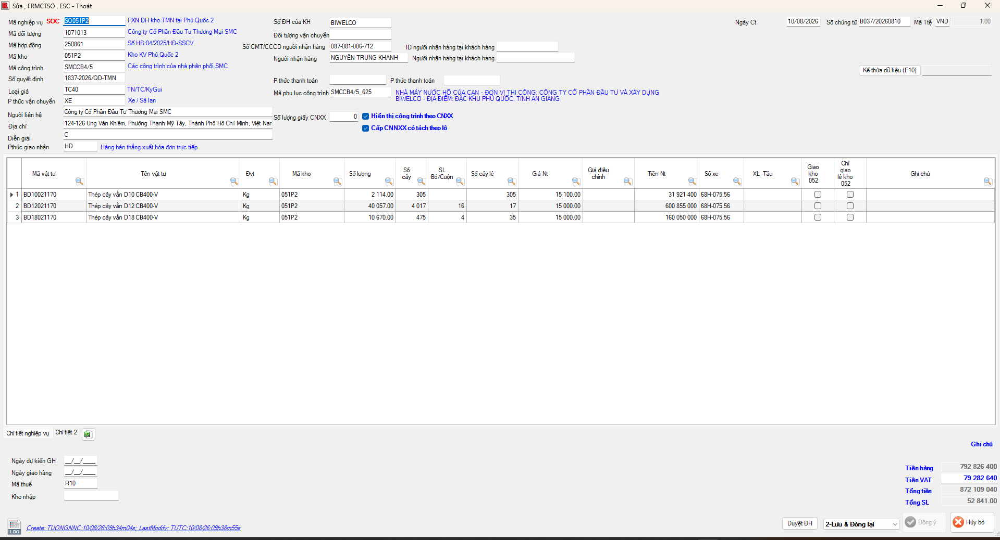 Sửa , FRMCTSO , ESC - Thoát
Mã nghiệp vụ SOC SO051P2 PXN ĐH kho TMN tại Phú Quốc 2
Số ĐH của KH BIWELCO
Ngày Ct 10/08/2026 Số chứng từ B037/20260810 Mã Ttệ VND 1.00
Mã đối tượng 1071013 Công ty Cổ Phần Đầu Tư Thương Mại SMC
Đối tượng vận chuyển
Mã hợp đồng 250861 Số HĐ:04/2025/HĐ-SSCV
Số CMT/CCCD người nhận hàng 087-081-006-712 ID người nhận hàng tại khách hàng
Mã kho 051P2 Kho KV Phú Quốc 2
Người nhận hàng NGUYỄN TRUNG KHANH Người nhận hàng tại khách hàng
Mã công trình SMCCB4/5 Các công trình của nhà phân phối SMC
Kế thừa dữ liệu (F10)
Số quyết định 1837-2026/QD-TMN
P thức thanh toán P thức thanh toán
Loại giá TC40 TN/TC/KyGui
Mã phụ lục công trình SMCCB4/5_625 NHÀ MÁY NƯỚC HỒ CỬA CẠN - ĐƠN VỊ THI CÔNG: CÔNG TY CỔ PHẦN ĐẦU TƯ VÀ XÂY DỰNG
BIWELCO - ĐỊA ĐIỂM: ĐẶC KHU PHÚ QUỐC, TỈNH AN GIANG
P thức vận chuyển XE Xe / Sà lan
Người liên hệ Công ty Cổ Phần Đầu Tư Thương Mại SMC
Số lượng giấy CNXX 0 Hiển thị công trình theo CNXX
Địa chỉ 124-126 Ung Văn Khiêm, Phường Thạnh Mỹ Tây, Thành Phố Hồ Chí Minh, Việt Nar
Cấp CNNXX có tách theo lô
Diễn giải C
Pthức giao nhận HD Hàng bán thẳng xuất hóa đơn trực tiếp
Mã vật tư Tên vật tư Đvt Mã kho Số lượng Số cây SL Bó/Cuộn Số cây lẻ Giá Nt Giá điều chỉnh Tiền Nt Số xe XL -Tầu Giao kho 052 Chỉ giao lẻ kho 052 Ghi chú
1 BD10021170 Thép cây vằn D10 CB400-V Kg 051P2 2 114.00 305 305 15 100.00 31 921 400 68H-075.56
2 BD12021170 Thép cây vằn D12 CB400-V Kg 051P2 40 057.00 4 017 16 17 15 000.00 600 855 000 68H-075.56
3 BD18021170 Thép cây vằn D18 CB400-V Kg 051P2 10 670.00 475 4 35 15 000.00 160 050 000 68H-075.56
Chi tiết nghiệp vụ Chi tiết 2
Ghi chú
Ngày dự kiến GH __/__/____
Ngày giao hàng __/__/____
Mã thuế R10
Kho nhập
Tiền hàng 792 826 400
Tiền VAT 79 282 640
Tổng tiền 872 109 040
Tổng SL 52 841.00
LOG Create: TUONGNNC:10/08/26:09h34m04s; LastModify: TUTC:10/08/26:09h38m55s
Duyệt ĐH 2-Lưu & Đóng lại Đồng ý Hủy bỏ